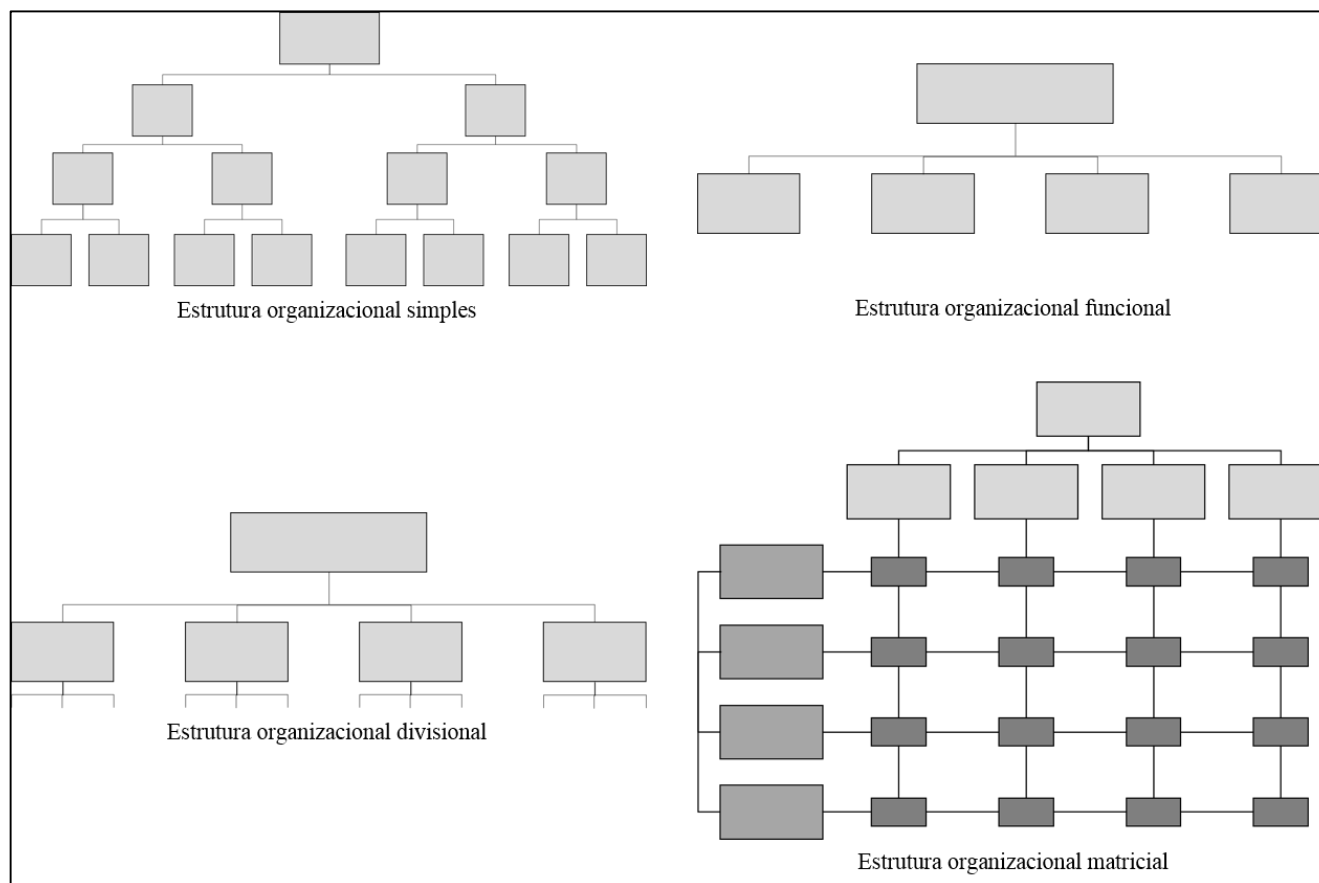 Estrutura organizacional simples
Estrutura organizacional funcional
Estrutura organizacional divisional
Estrutura organizacional matricial